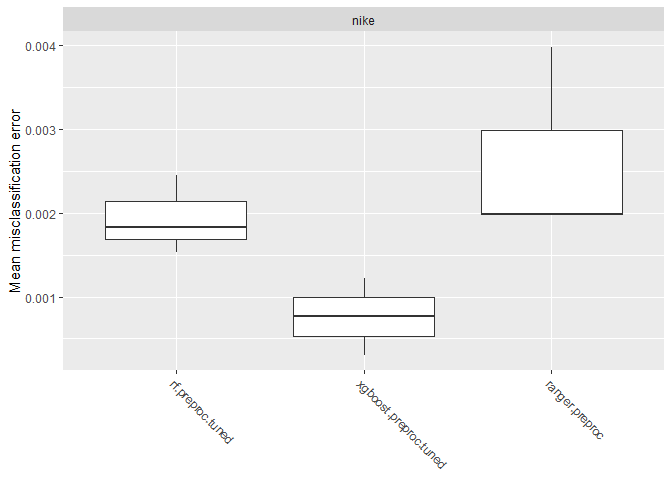 nike
Mean misclassification error
0.004
0.003
0.002
0.001
rf.preproc.tuned
xgboost.preproc.tuned
ranger.preproc